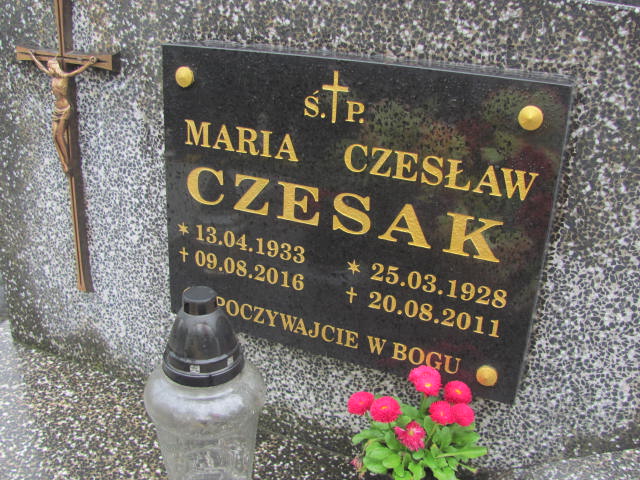 Ś. P.
MARIA CZESŁAW
CZESAK
* 13.04.1933 * 25.03.1928
† 09.08.2016 † 20.08.2011
POCZYWAJCIE W BOGU